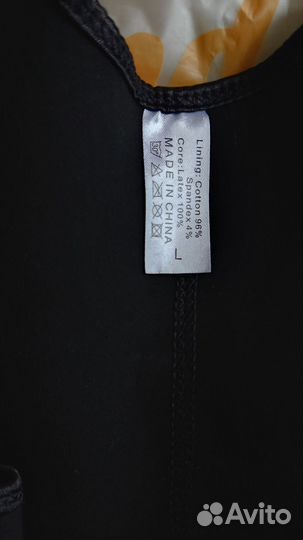 Lining: Cotton 96%
Spandex 4%
Core:Latex 100%
MADE IN CHINA
L
Avito